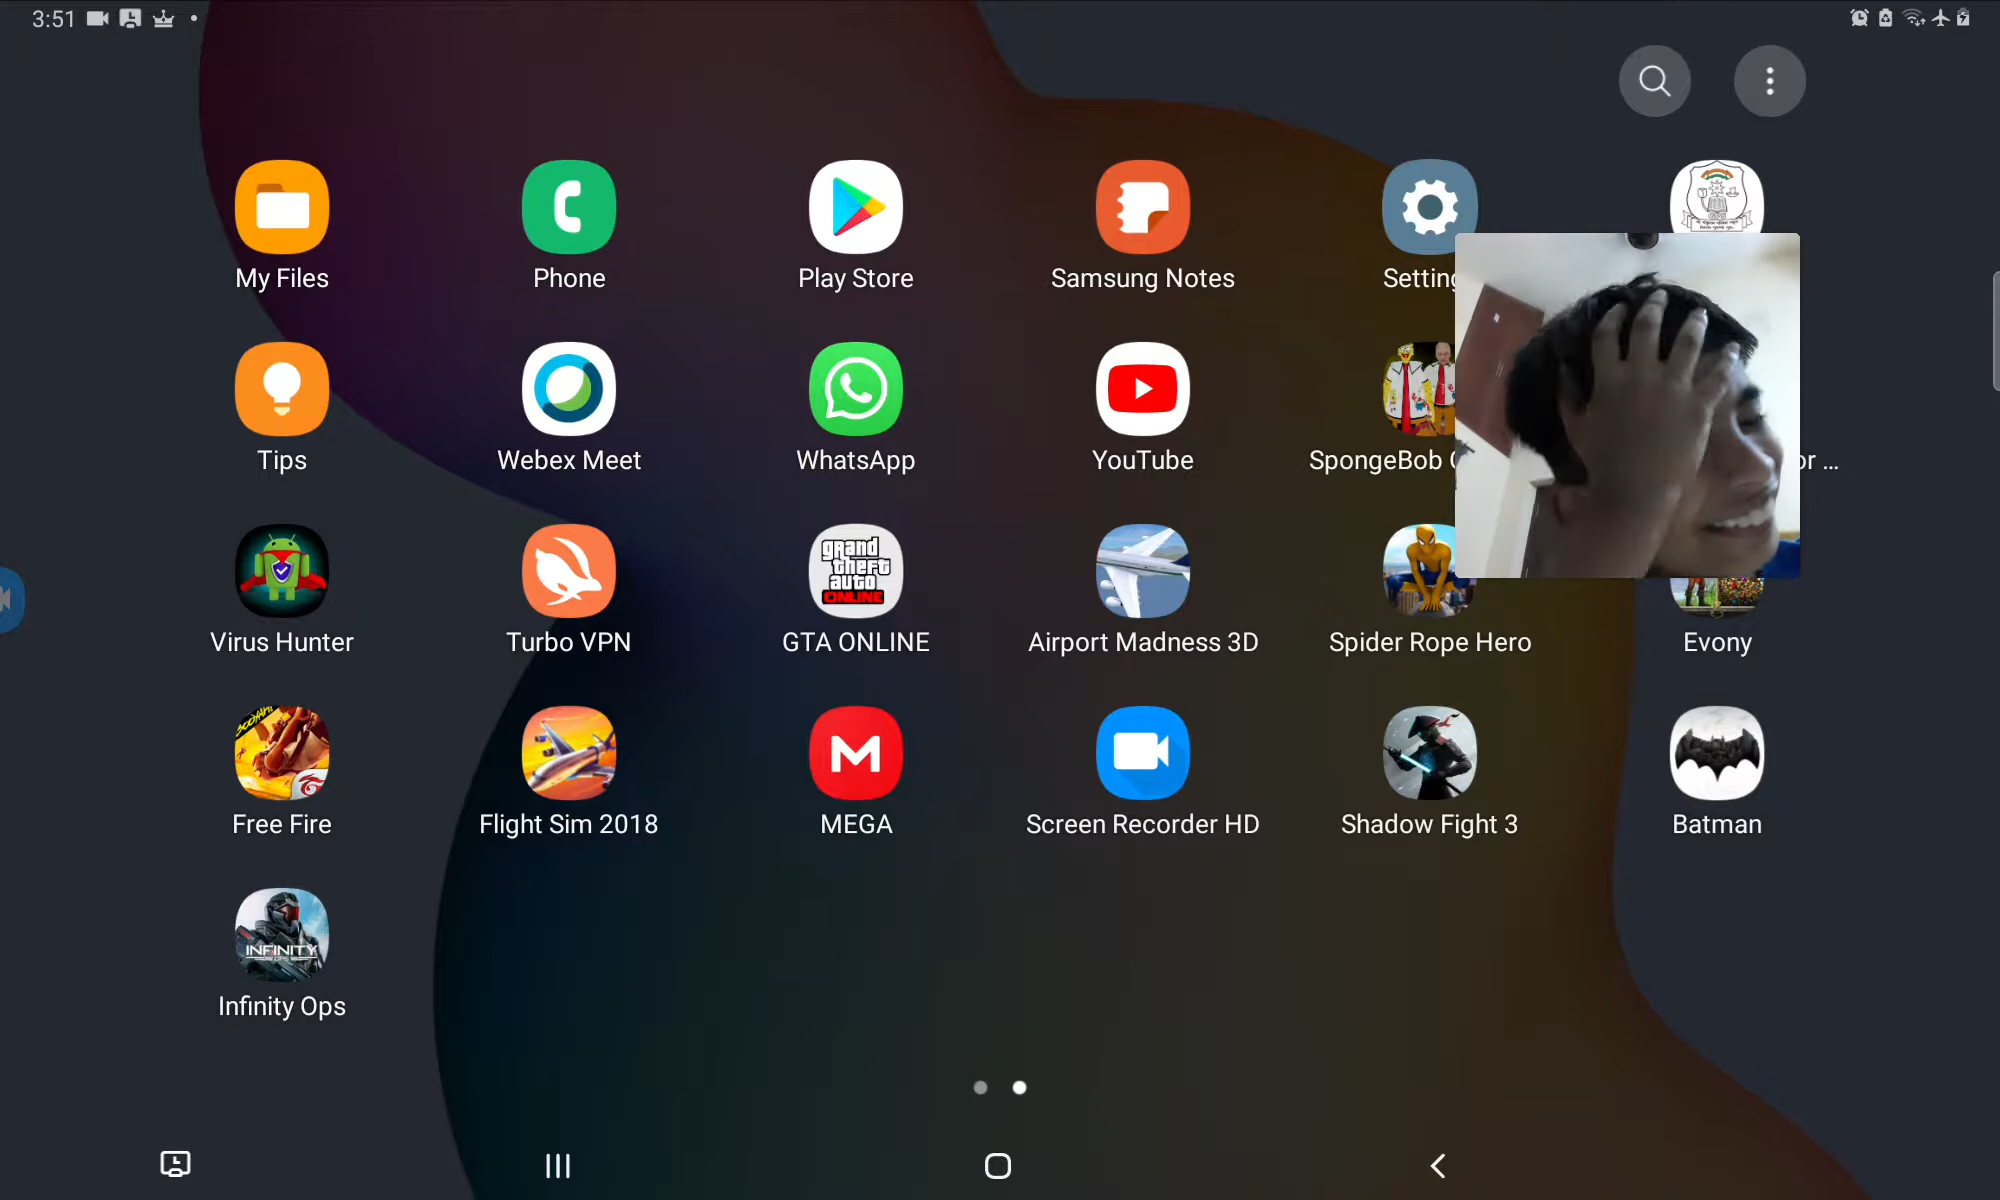 3:51
My Files
Phone
Play Store
Samsung Notes
Tips
Webex Meet
WhatsApp
YouTube
SpongeBob
Virus Hunter
Turbo VPN
grand
theft
auto
ONLINE
GTA ONLINE
Airport Madness 3D
Spider Rope Hero
Evony
BOOYAH!
Free Fire
Flight Sim 2018
M
MEGA
Screen Recorder HD
Shadow Fight 3
Batman
INFINITY
OPS
Infinity Ops